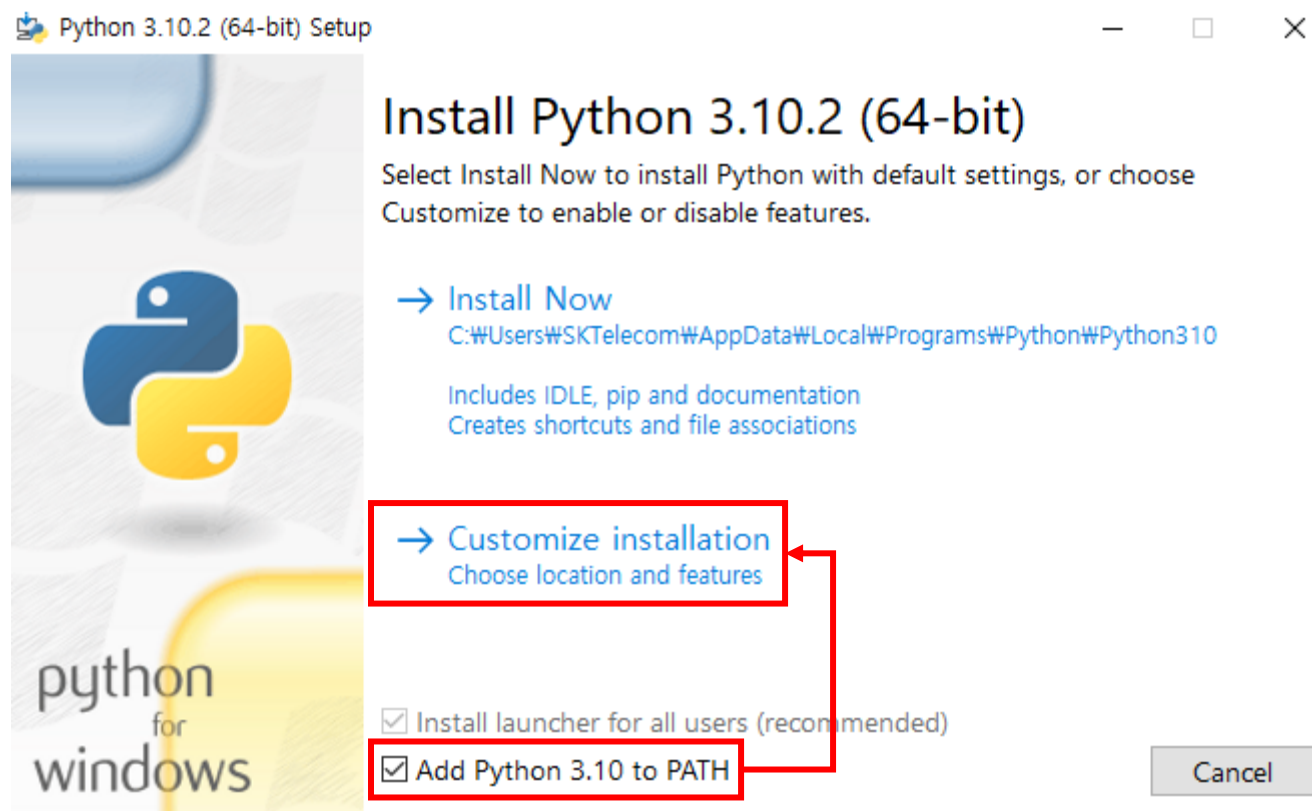 Python 3.10.2 (64-bit) Setup
Install Python 3.10.2 (64-bit)
Select Install Now to install Python with default settings, or choose
Customize to enable or disable features.
Install Now
C:₩Users₩SKTelecom₩AppData₩Local₩Programs₩Python₩Python310
Includes IDLE, pip and documentation
Creates shortcuts and file associations
Customize installation
Choose location and features
python
for
windows
Install launcher for all users (recommended)
Add Python 3.10 to PATH
Cancel